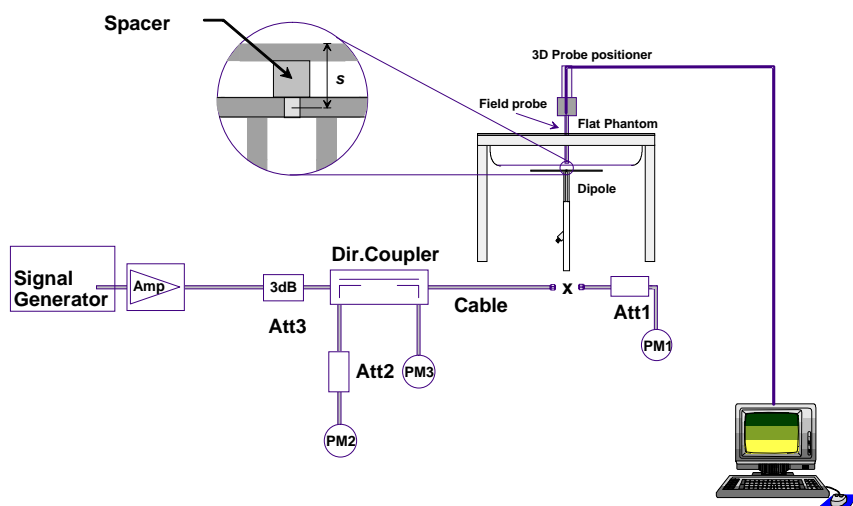 Spacer
s
3D Probe positioner
Field probe
Flat Phantom
Dipole
Signal
Generator
Amp
3dB
Att3
Dir.Coupler
Cable
x
Att1
PM1
Att2
PM3
PM2